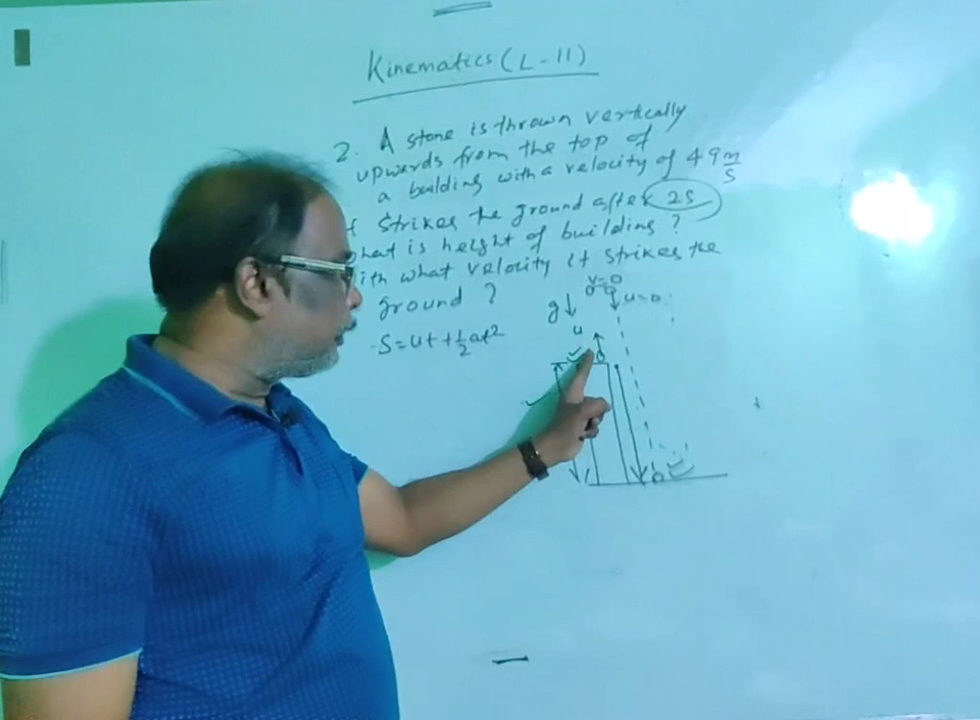 Kinematics (L-11)
2. A stone is thrown vertically
upwards from the top of
a building with a velocity of 4 9 m/s
strikes the ground after 2s
hat is height of building ?
ith what velocity it strikes the
ground ?
S = ut + ½at²
v=0
u=0
g↓
u